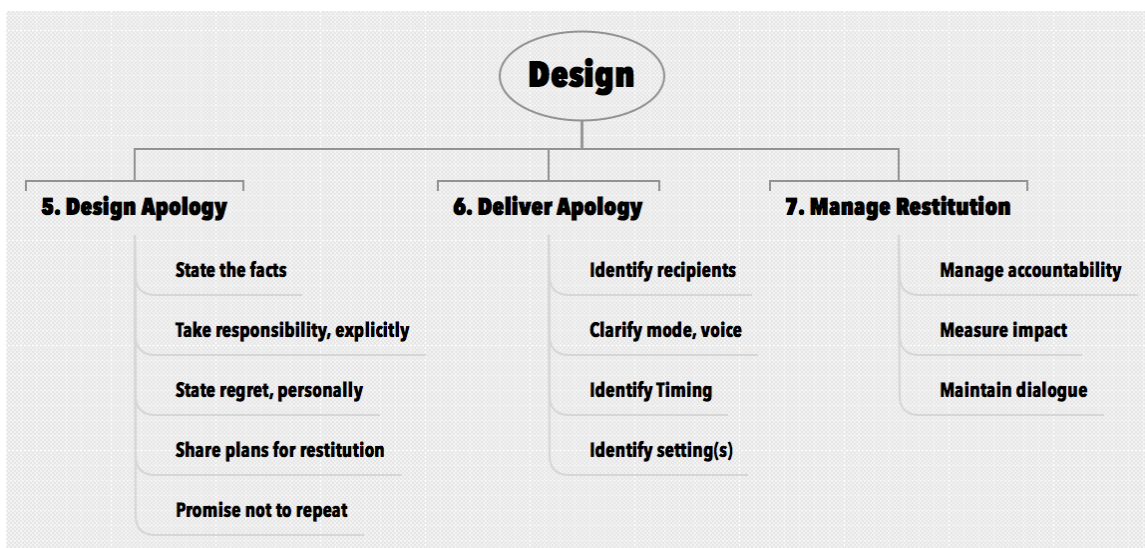 Design
5. Design Apology
State the facts
Take responsibility, explicitly
State regret, personally
Share plans for restitution
Promise not to repeat
6. Deliver Apology
Identify recipients
Clarify mode, voice
Identify Timing
Identify setting(s)
7. Manage Restitution
Manage accountability
Measure impact
Maintain dialogue